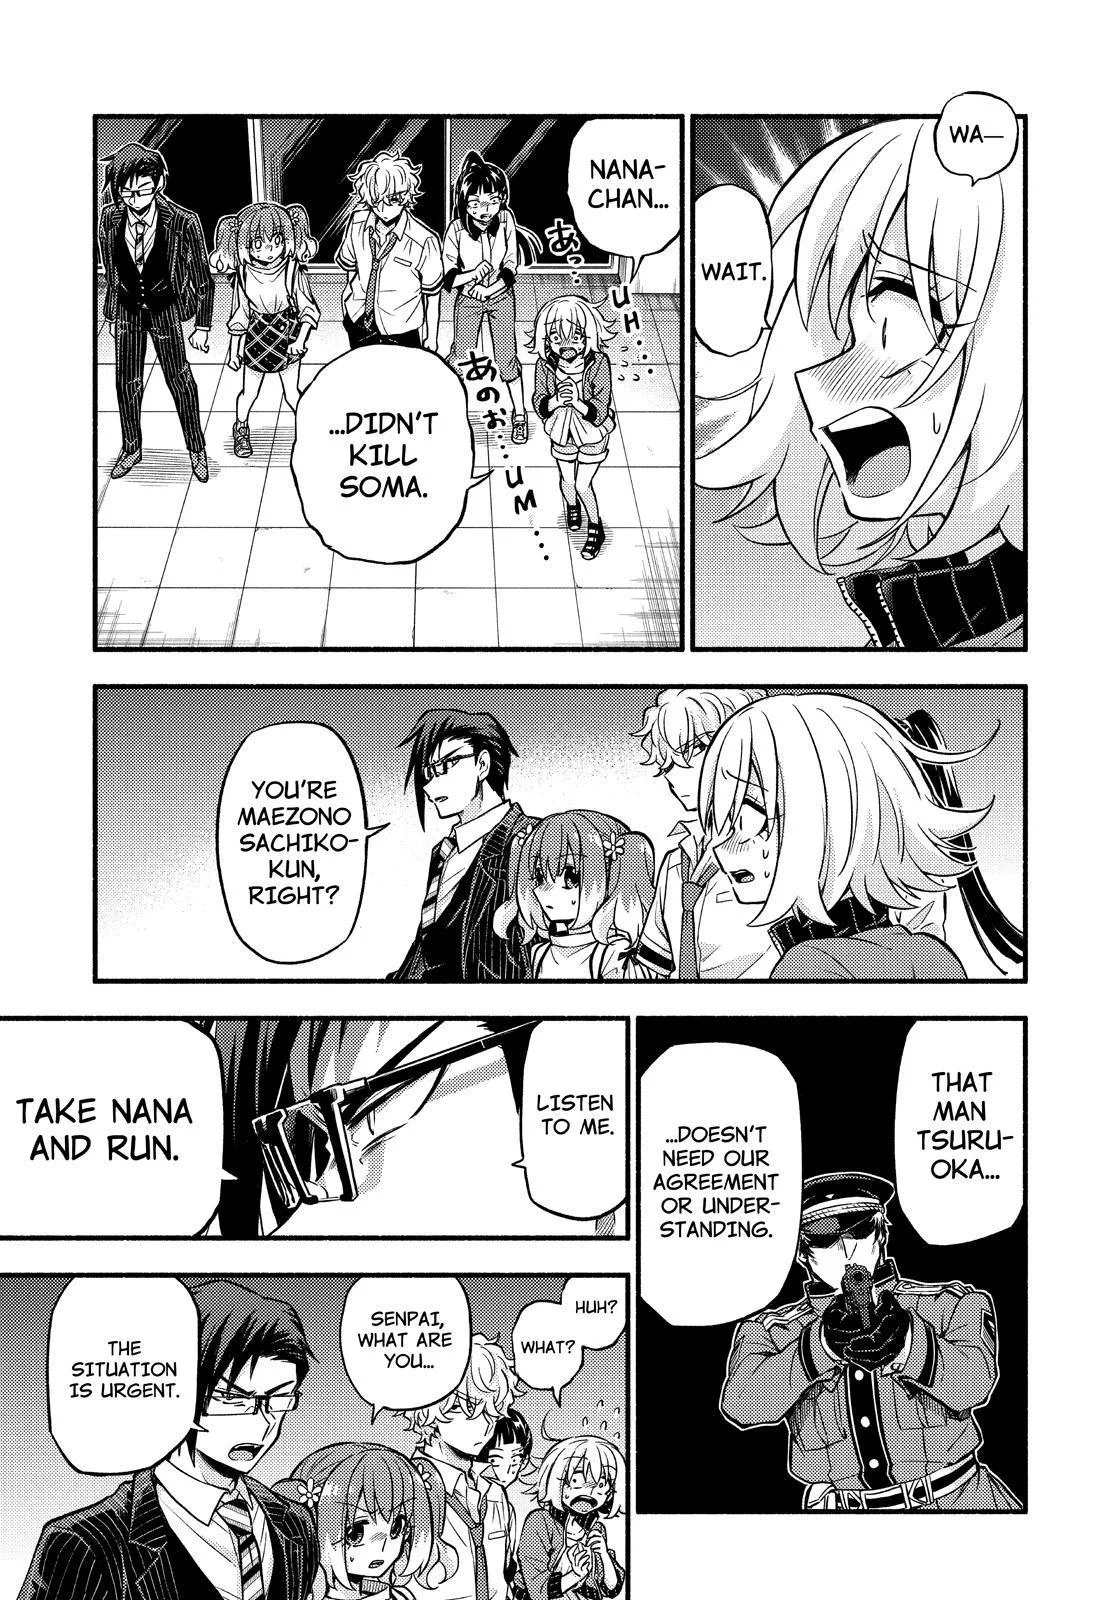 WA—
WAIT.
NANA-
CHAN...
あっ...
UH...
...DIDN'T
KILL
SOMA.
あのぉ...
UM...
YOU'RE
MAEZONO
SACHIKO-
KUN,
RIGHT?
THAT
MAN
TSURU-
OKA...
...DOESN'T
NEED OUR
AGREEMENT
OR UNDER-
STANDING.
LISTEN
TO ME.
TAKE NANA
AND RUN.
HUH?
WHAT?
SENPAI,
WHAT ARE
YOU...
THE
SITUATION
IS URGENT.